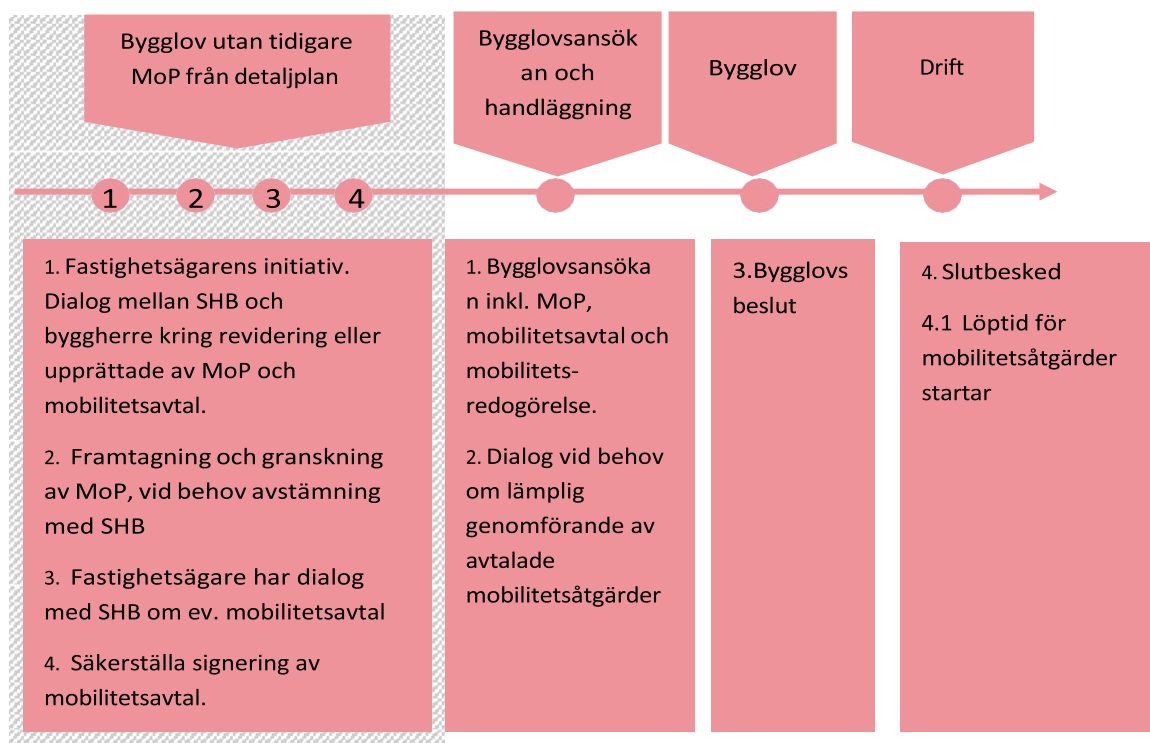 Bygglov utan tidigare
MoP från detaljplan
Bygglovsansök
an och
handläggning
Bygglov
Drift
1
2
3
4
1. Fastighetsägarens initiativ.
Dialog mellan SHB och
byggherre kring revidering eller
upprättade av MoP och
mobilitetsavtal.
2. Framtagning och granskning
av MoP, vid behov avstämning
med SHB
3. Fastighetsägare har dialog
med SHB om ev. mobilitetsavtal
4. Säkerställa signering av
mobilitetsavtal.
1. Bygglovsansöka
n inkl. MoP,
mobilitetsavtal och
mobilitets-
redogörelse.
2. Dialog vid behov
om lämplig
genomförande av
avtalade
mobilitetsåtgärder
3.Bygglovs
beslut
4. Slutbesked
4.1 Löptid för
mobilitetsåtgärder
startar